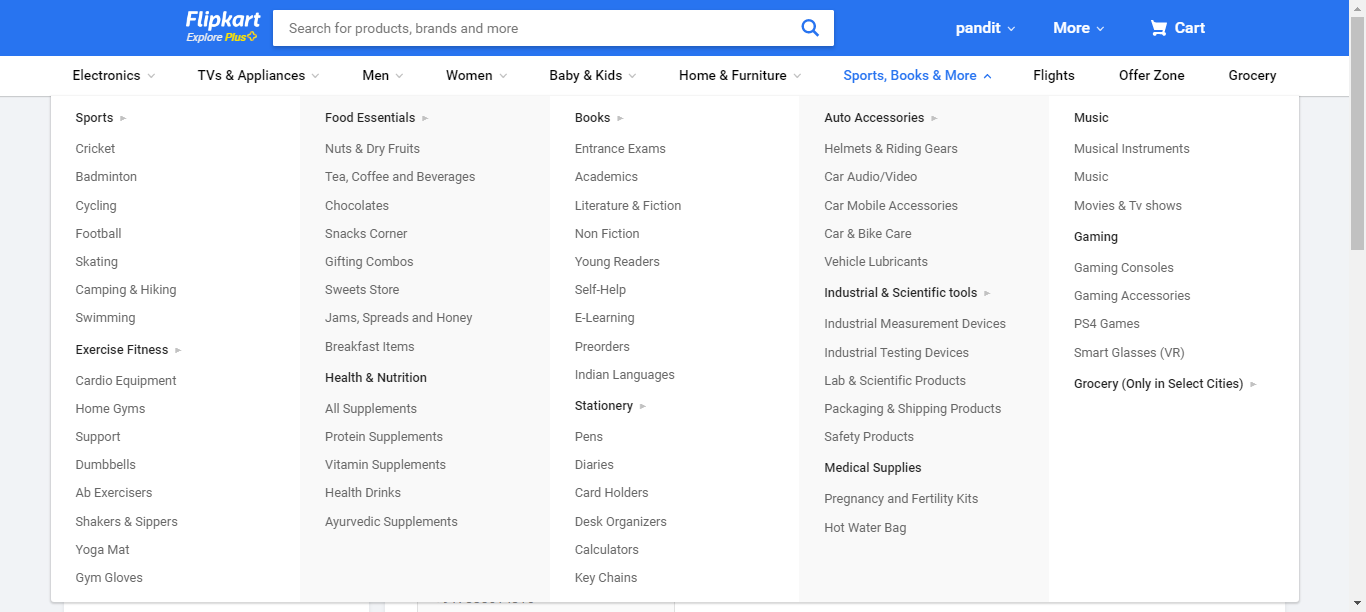 Flipkart
Explore Plus
Search for products, brands and more
pandit
More
Cart
Electronics
TVs & Appliances
Men
Women
Baby & Kids
Home & Furniture
Sports, Books & More
Flights
Offer Zone
Grocery
Sports
Cricket
Badminton
Cycling
Football
Skating
Camping & Hiking
Swimming
Exercise Fitness
Cardio Equipment
Home Gyms
Support
Dumbbells
Ab Exercisers
Shakers & Sippers
Yoga Mat
Gym Gloves
Food Essentials
Nuts & Dry Fruits
Tea, Coffee and Beverages
Chocolates
Snacks Corner
Gifting Combos
Sweets Store
Jams, Spreads and Honey
Breakfast Items
Health & Nutrition
All Supplements
Protein Supplements
Vitamin Supplements
Health Drinks
Ayurvedic Supplements
Books
Entrance Exams
Academics
Literature & Fiction
Non Fiction
Young Readers
Self-Help
E-Learning
Preorders
Indian Languages
Stationery
Pens
Diaries
Card Holders
Desk Organizers
Calculators
Key Chains
Auto Accessories
Helmets & Riding Gears
Car Audio/Video
Car Mobile Accessories
Car & Bike Care
Vehicle Lubricants
Industrial & Scientific tools
Industrial Measurement Devices
Industrial Testing Devices
Lab & Scientific Products
Packaging & Shipping Products
Safety Products
Medical Supplies
Pregnancy and Fertility Kits
Hot Water Bag
Music
Musical Instruments
Music
Movies & Tv shows
Gaming
Gaming Consoles
Gaming Accessories
PS4 Games
Smart Glasses (VR)
Grocery (Only in Select Cities)